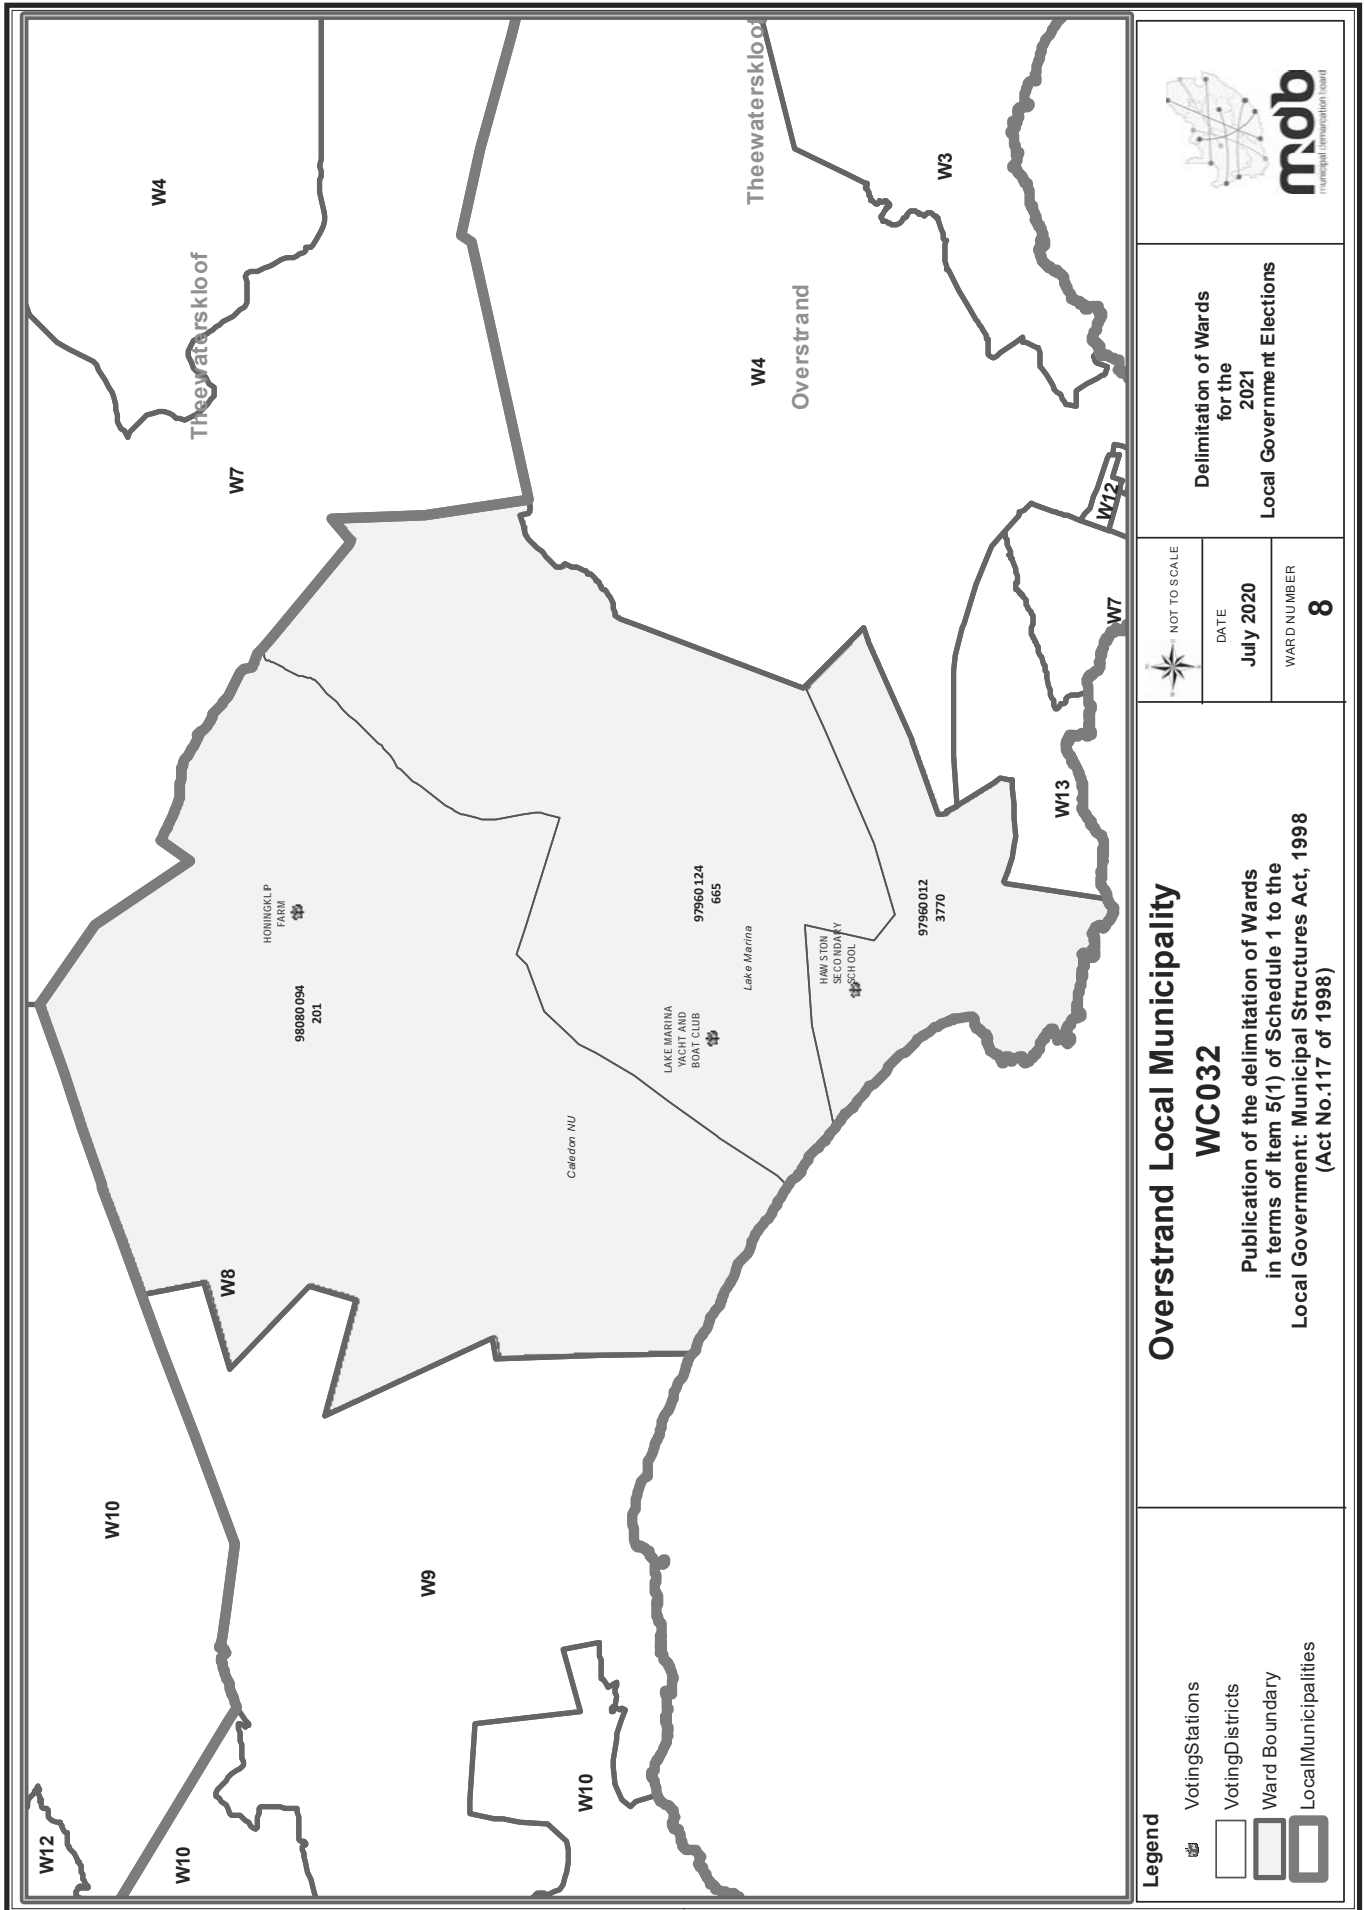 W12
W10
W10
W10
W9
W8
W7
W4
Theewaterskloof
HONINGKLIP
FARM
98080094
201
Caledon NU
LAKE MARINA
YACHT AND
BOAT CLUB
97960124
665
Lake Marina
HAWSTON
SECONDARY
SCHOOL
97960012
3770
W4
Overstrand
Theewaterskloof
W3
W12
W7
W13
Legend
VotingStations
VotingDistricts
Ward Boundary
LocalMunicipalities
Overstrand Local Municipality
WC032
Publication of the delimitation of Wards
in terms of Item 5(1) of Schedule 1 to the
Local Government: Municipal Structures Act, 1998
(Act No.117 of 1998)
NOT TO SCALE
DATE
July 2020
WARD NUMBER
8
Delimitation of Wards
for the
2021
Local Government Elections
mdb
municipal demarcation board